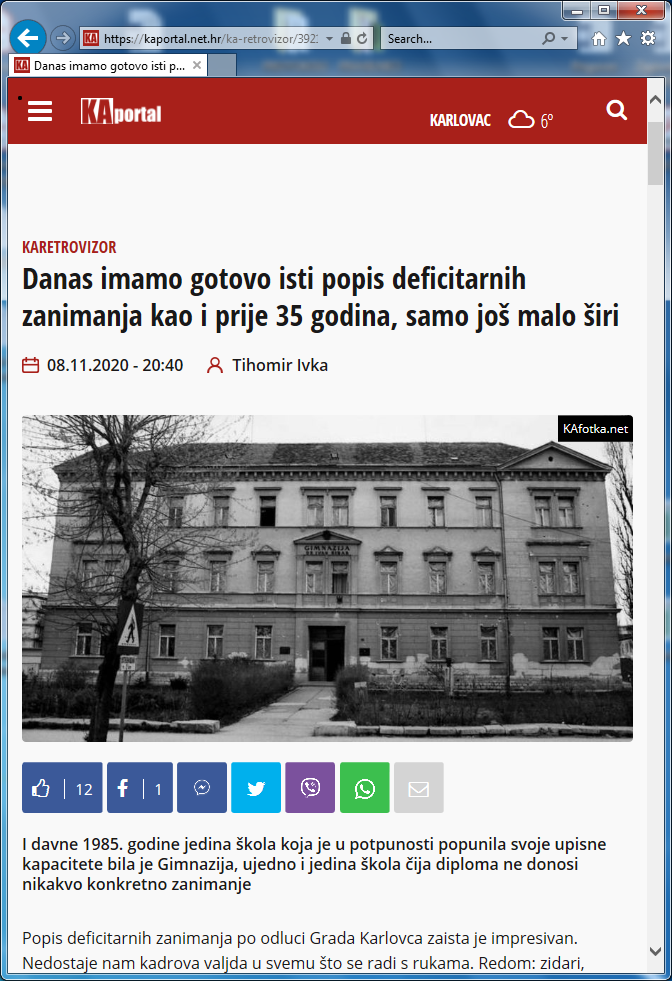 https://kaportal.net.hr/ka-retrovizor/392
Search...
KA Danas imamo gotovo isti p...
KAportal
KARLOVAC
6°
KARETROVIZOR
Danas imamo gotovo isti popis deficitarnih
zanimanja kao i prije 35 godina, samo još malo širi
08.11.2020 - 20:40
Tihomir Ivka
KAfotka.net
GIMNAZIJA
12
1
I davne 1985. godine jedina škola koja je u potpunosti popunila svoje upisne
kapacitete bila je Gimnazija, ujedno i jedina škola čija diploma ne donosi
nikakvo konkretno zanimanje
Popis deficitarnih zanimanja po odluci Grada Karlovca zaista je impresivan.
Nedostaje nam kadrova valjda u svemu što se radi s rukama. Redom: zidari,